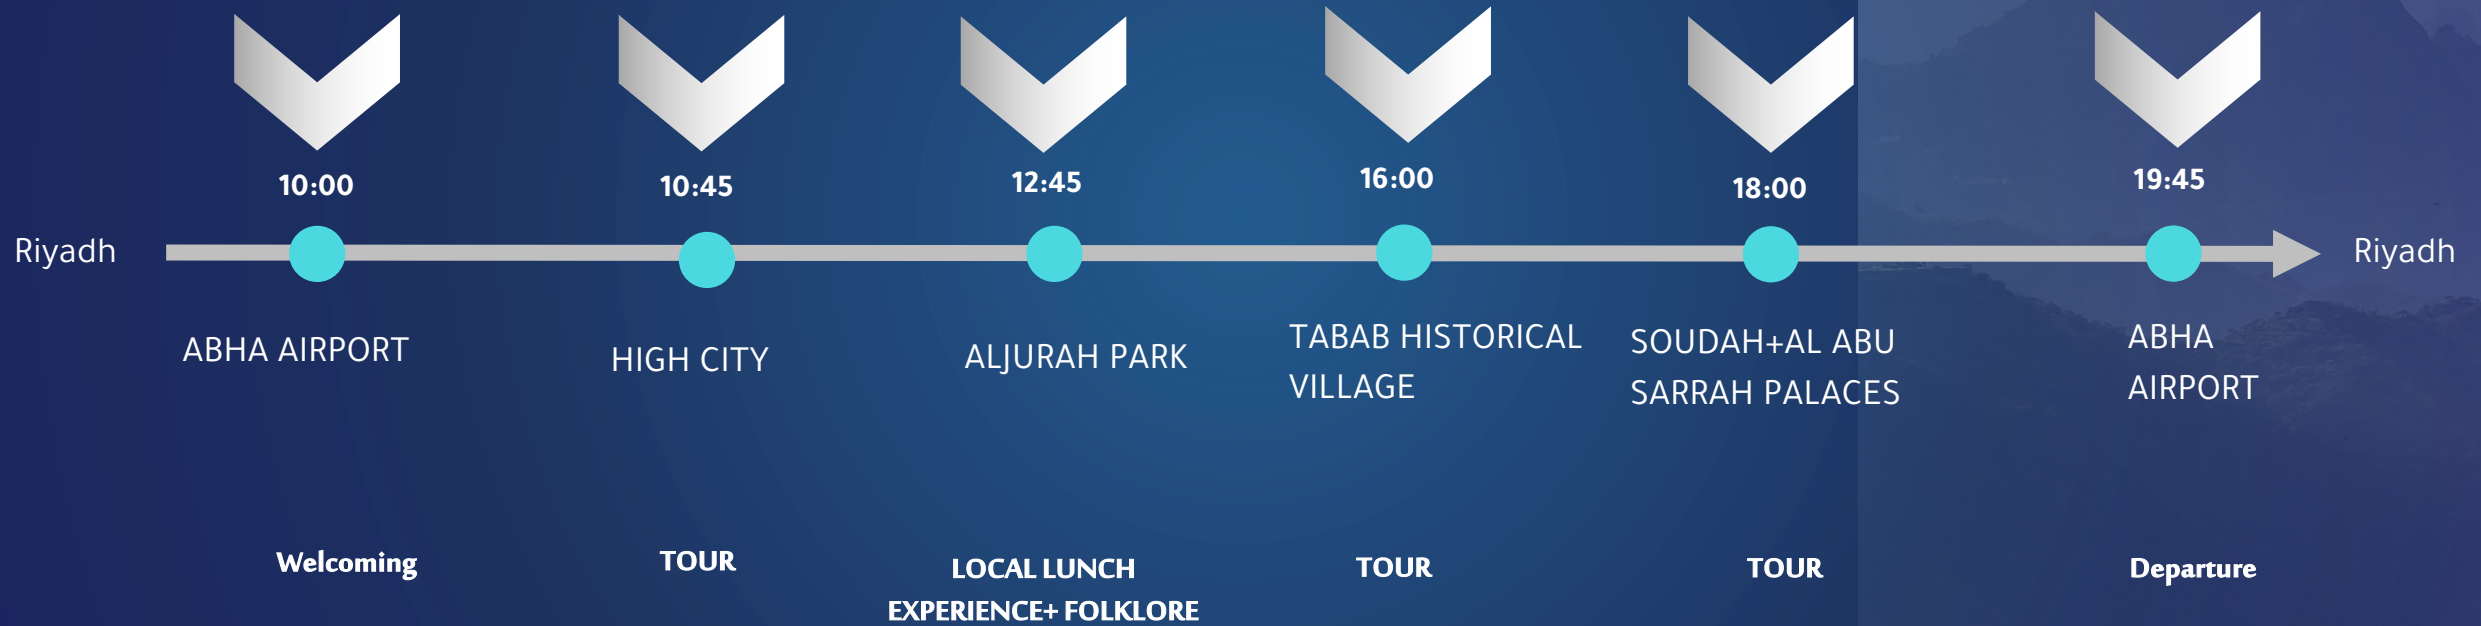 10:00
10:45
12:45
16:00
18:00
19:45
Riyadh
Riyadh
ABHA AIRPORT
HIGH CITY
ALJURAH PARK
TABAB HISTORICAL
VILLAGE
SOUDAH+AL ABU
SARRAH PALACES
ABHA
AIRPORT
Welcoming
TOUR
LOCAL LUNCH
EXPERIENCE+ FOLKLORE
TOUR
TOUR
Departure